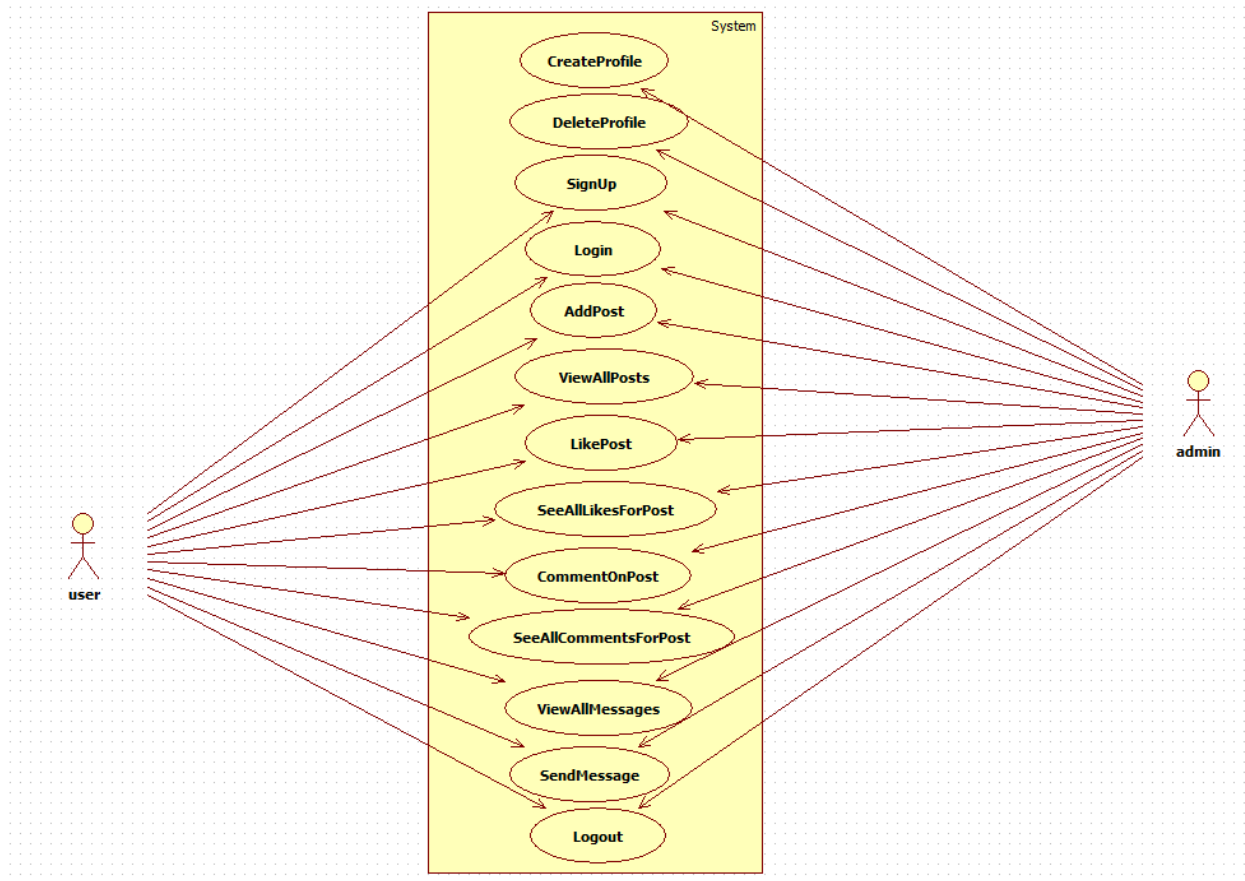 System
CreateProfile
DeleteProfile
SignUp
Login
AddPost
ViewAllPosts
LikePost
admin
SeeAllLikesForPost
CommentOnPost
user
SeeAllCommentsForPost
ViewAllMessages
SendMessage
Logout